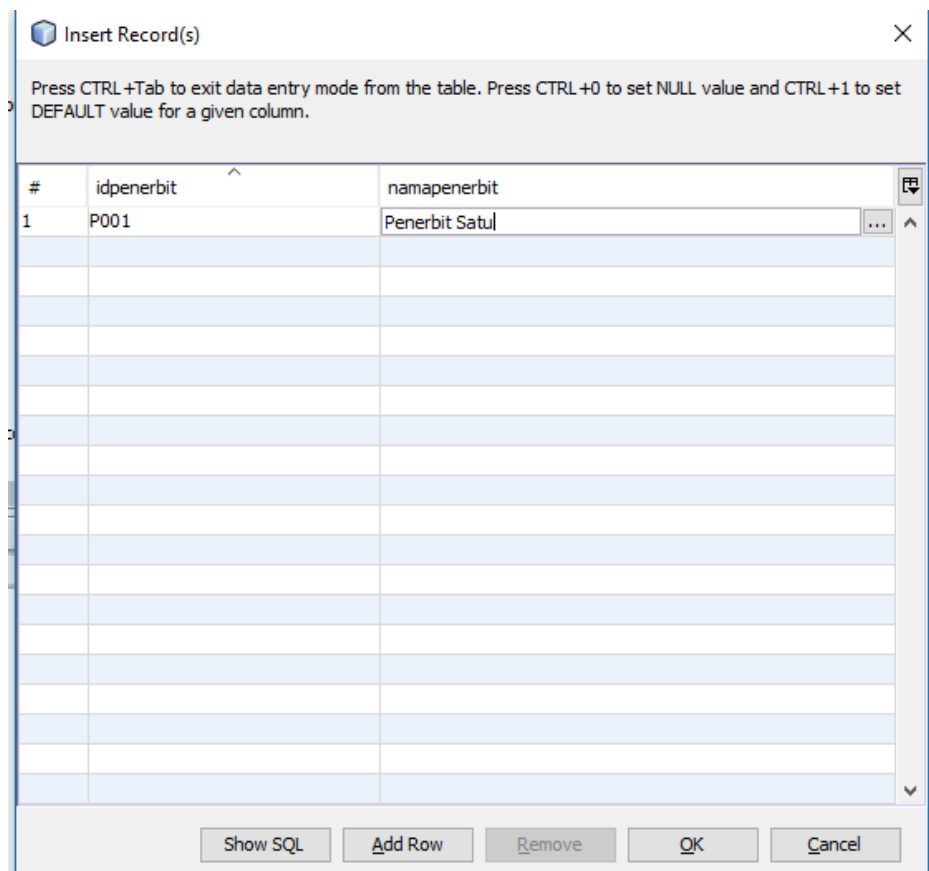 Insert Record(s)
Press CTRL+Tab to exit data entry mode from the table. Press CTRL+0 to set NULL value and CTRL+1 to set
DEFAULT value for a given column.
# idpenerbit namapenerbit
1 P001 Penerbit Satu ...
Show SQL Add Row Remove OK Cancel